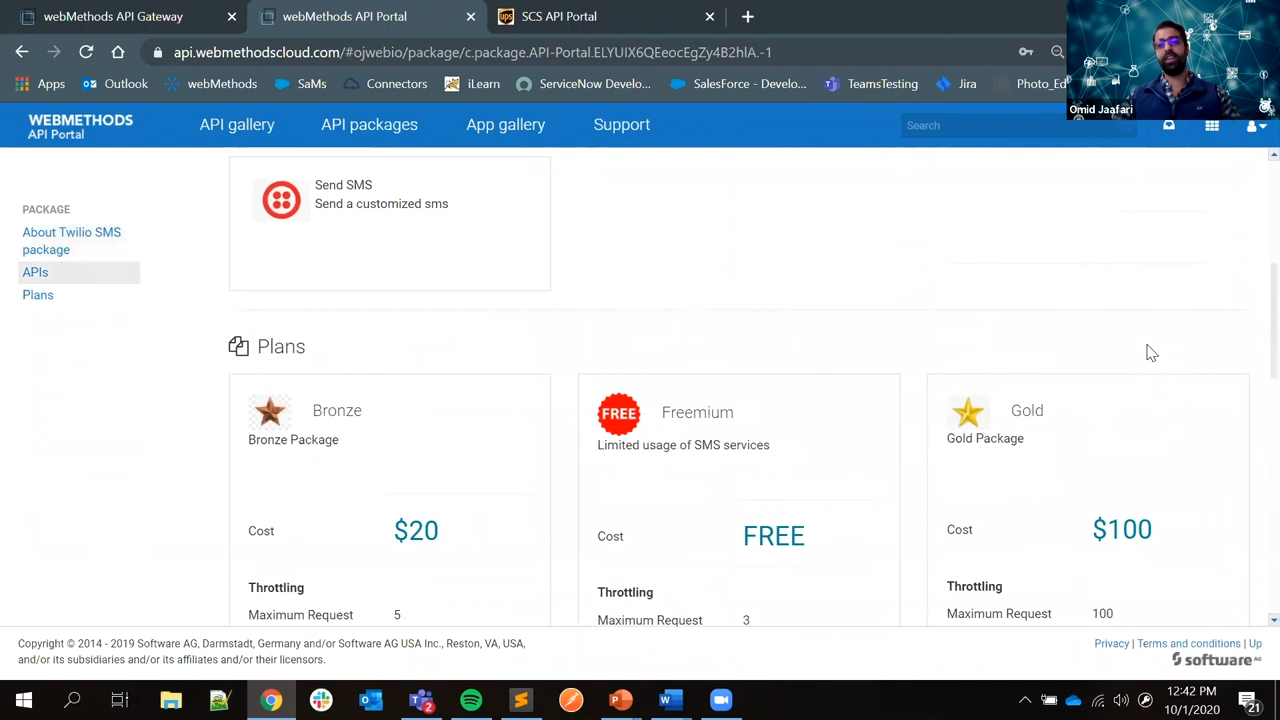 webMethods API Gateway
webMethods API Portal
ups
SCS API Portal
api.webmethodscloud.com/#ojwebio/package/c.package.API-Portal.ELYUIX6QEeocEgZy4B2hlA.-1
Apps
Outlook
webMethods
SaMs
Connectors
iLearn
ServiceNow Develo...
SalesForce - Develo...
TeamsTesting
Jira
Photo_Ed
Omid Jaafari
WEBMETHODS
API Portal
API gallery
API packages
App gallery
Support
Search
PACKAGE
About Twilio SMS
package
APIs
Plans
Send SMS
Send a customized sms
Plans
Bronze
Bronze Package
Cost
$20
Throttling
Maximum Request
5
FREE
Freemium
Limited usage of SMS services
Cost
FREE
Throttling
Maximum Request
3
Gold
Gold Package
Cost
$100
Throttling
Maximum Request
100
Copyright © 2014 - 2019 Software AG, Darmstadt, Germany and/or Software AG USA Inc., Reston, VA, USA,
and/or its subsidiaries and/or its affiliates and/or their licensors.
Privacy | Terms and conditions | Up
software AG
2
12:42 PM
10/1/2020
21